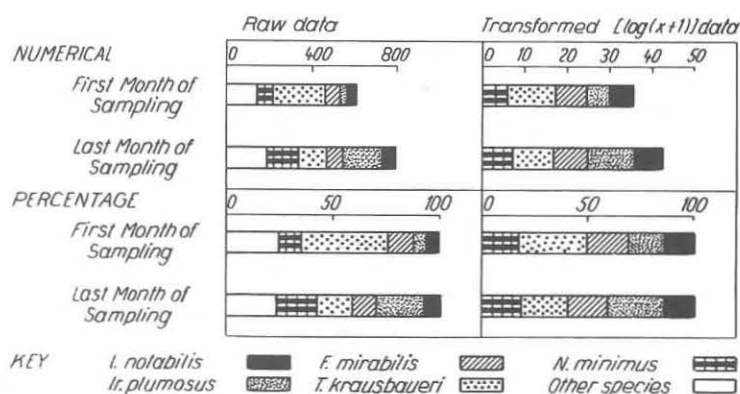 Raw data Transformed [log(x+1)] data
NUMERICAL 0 400 800 0 10 20 30 40 50
First Month of
Sampling
Last Month of
Sampling
PERCENTAGE 0 50 100 0 50 100
First Month of
Sampling
Last Month of
Sampling
KEY I. notabilis F. mirabilis N. minimus
Ir. plumosus T. krausbaueri Other species